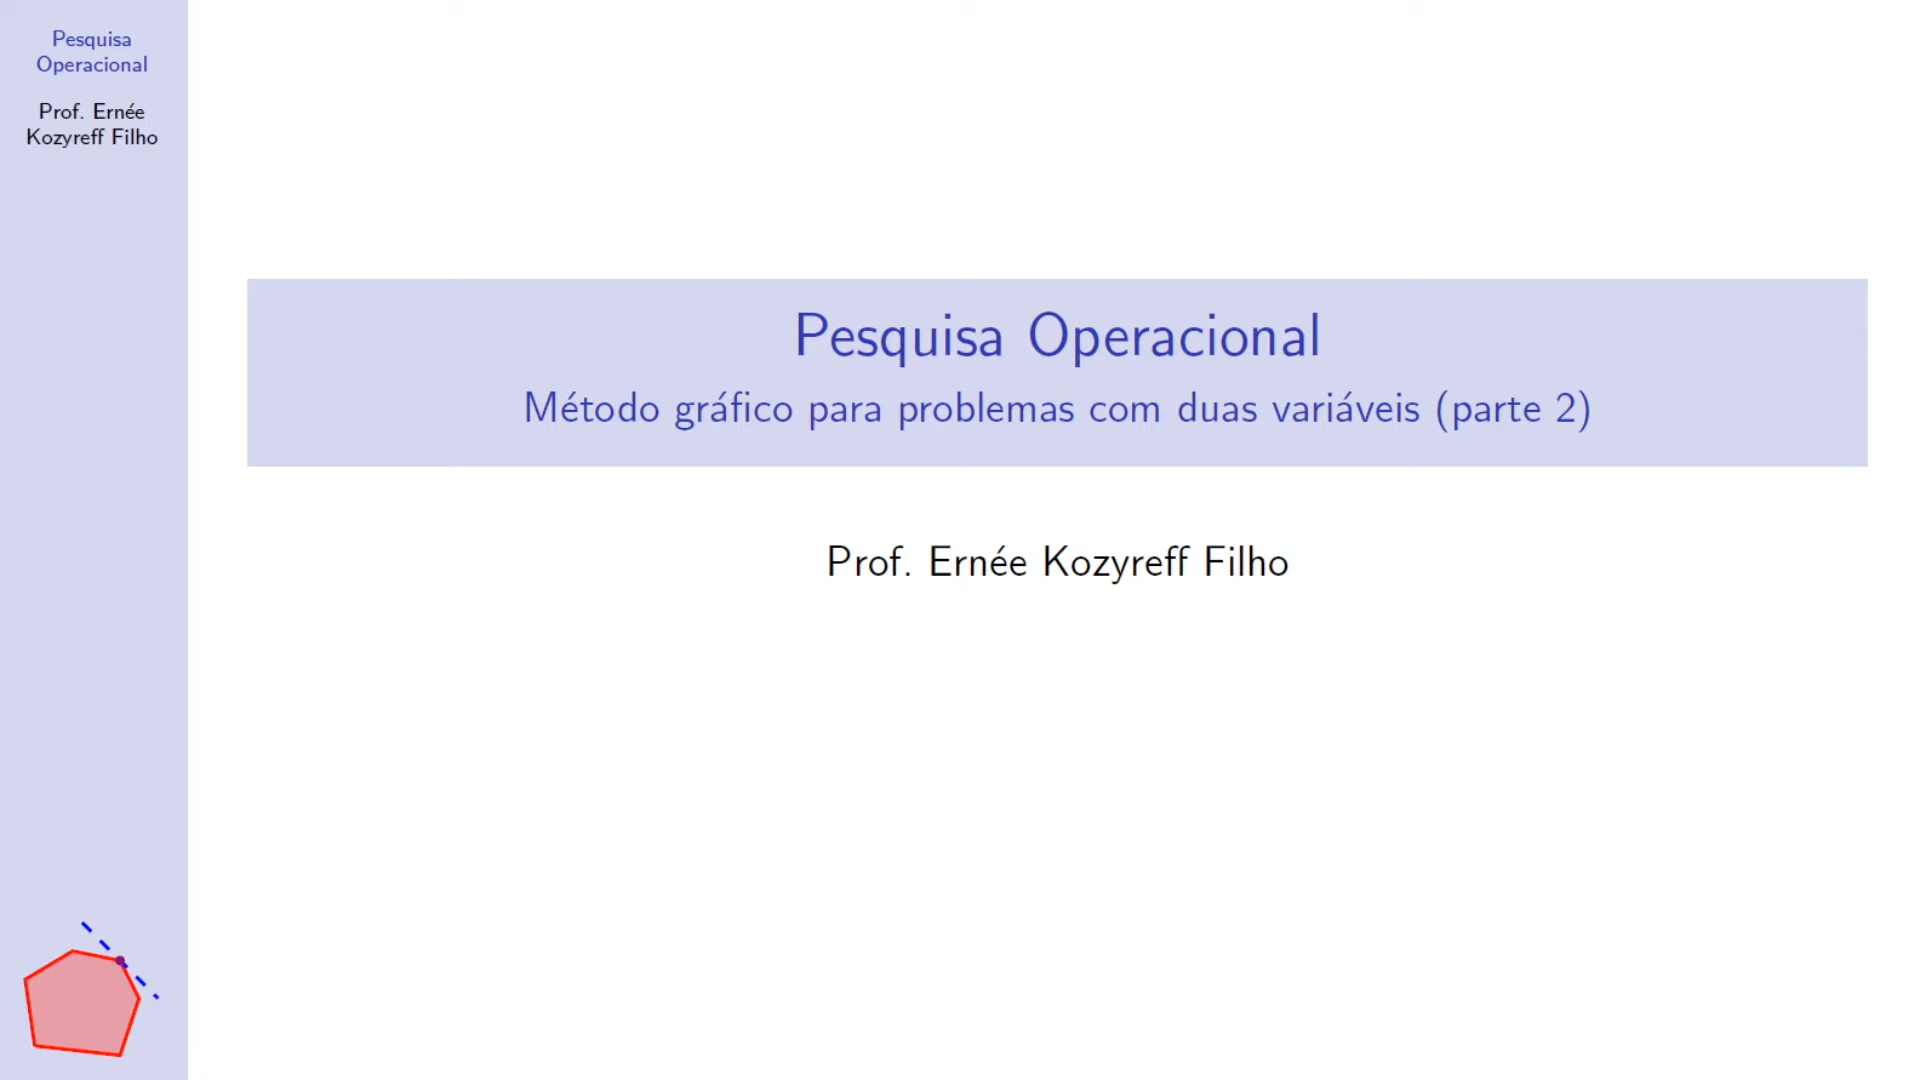 Pesquisa
Operacional
Prof. Ernée
Kozyreff Filho
Pesquisa Operacional
Método gráfico para problemas com duas variáveis (parte 2)
Prof. Ernée Kozyreff Filho